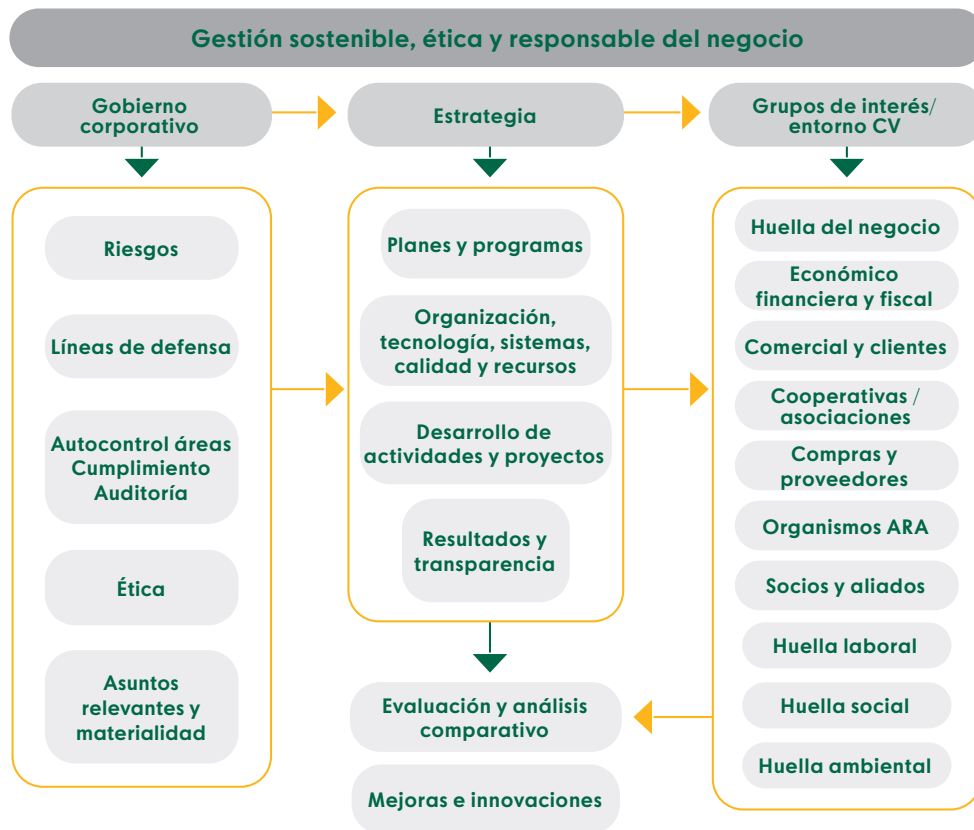 Gestión sostenible, ética y responsable del negocio
Gobierno
corporativo
Estrategia
Grupos de interés/
entorno CV
Riesgos
Líneas de defensa
Autocontrol áreas
Cumplimiento
Auditoría
Ética
Asuntos
relevantes y
materialidad
Planes y programas
Organización,
tecnología, sistemas,
calidad y recursos
Desarrollo de
actividades y proyectos
Resultados y
transparencia
Evaluación y análisis
comparativo
Mejoras e innovaciones
Huella del negocio
Económico
financiera y fiscal
Comercial y clientes
Cooperativas /
asociaciones
Compras y
proveedores
Organismos ARA
Socios y aliados
Huella laboral
Huella social
Huella ambiental